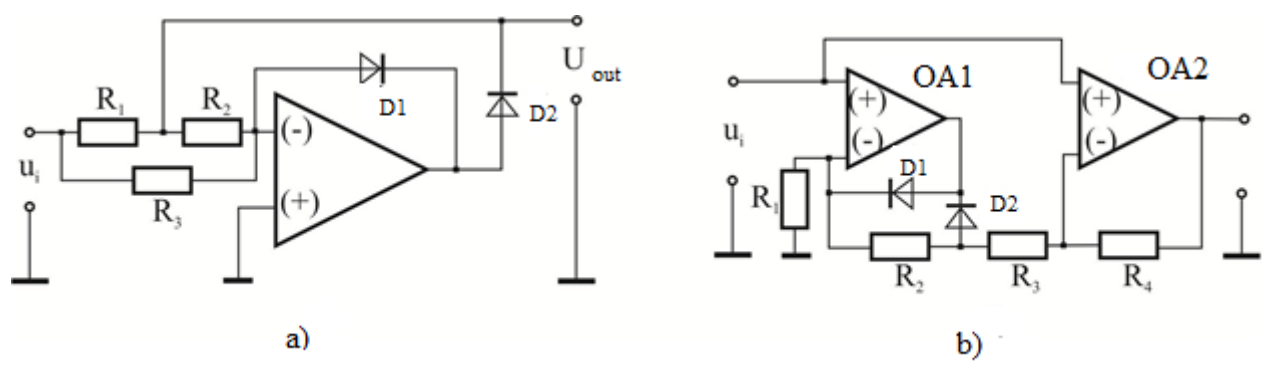 U out
R1
R2
D1
D2
(-)
ui
R3
(+)
a)
OA1
OA2
(+)
(+)
(-)
(-)
ui
D1
R1
D2
R2
R3
R4
b)